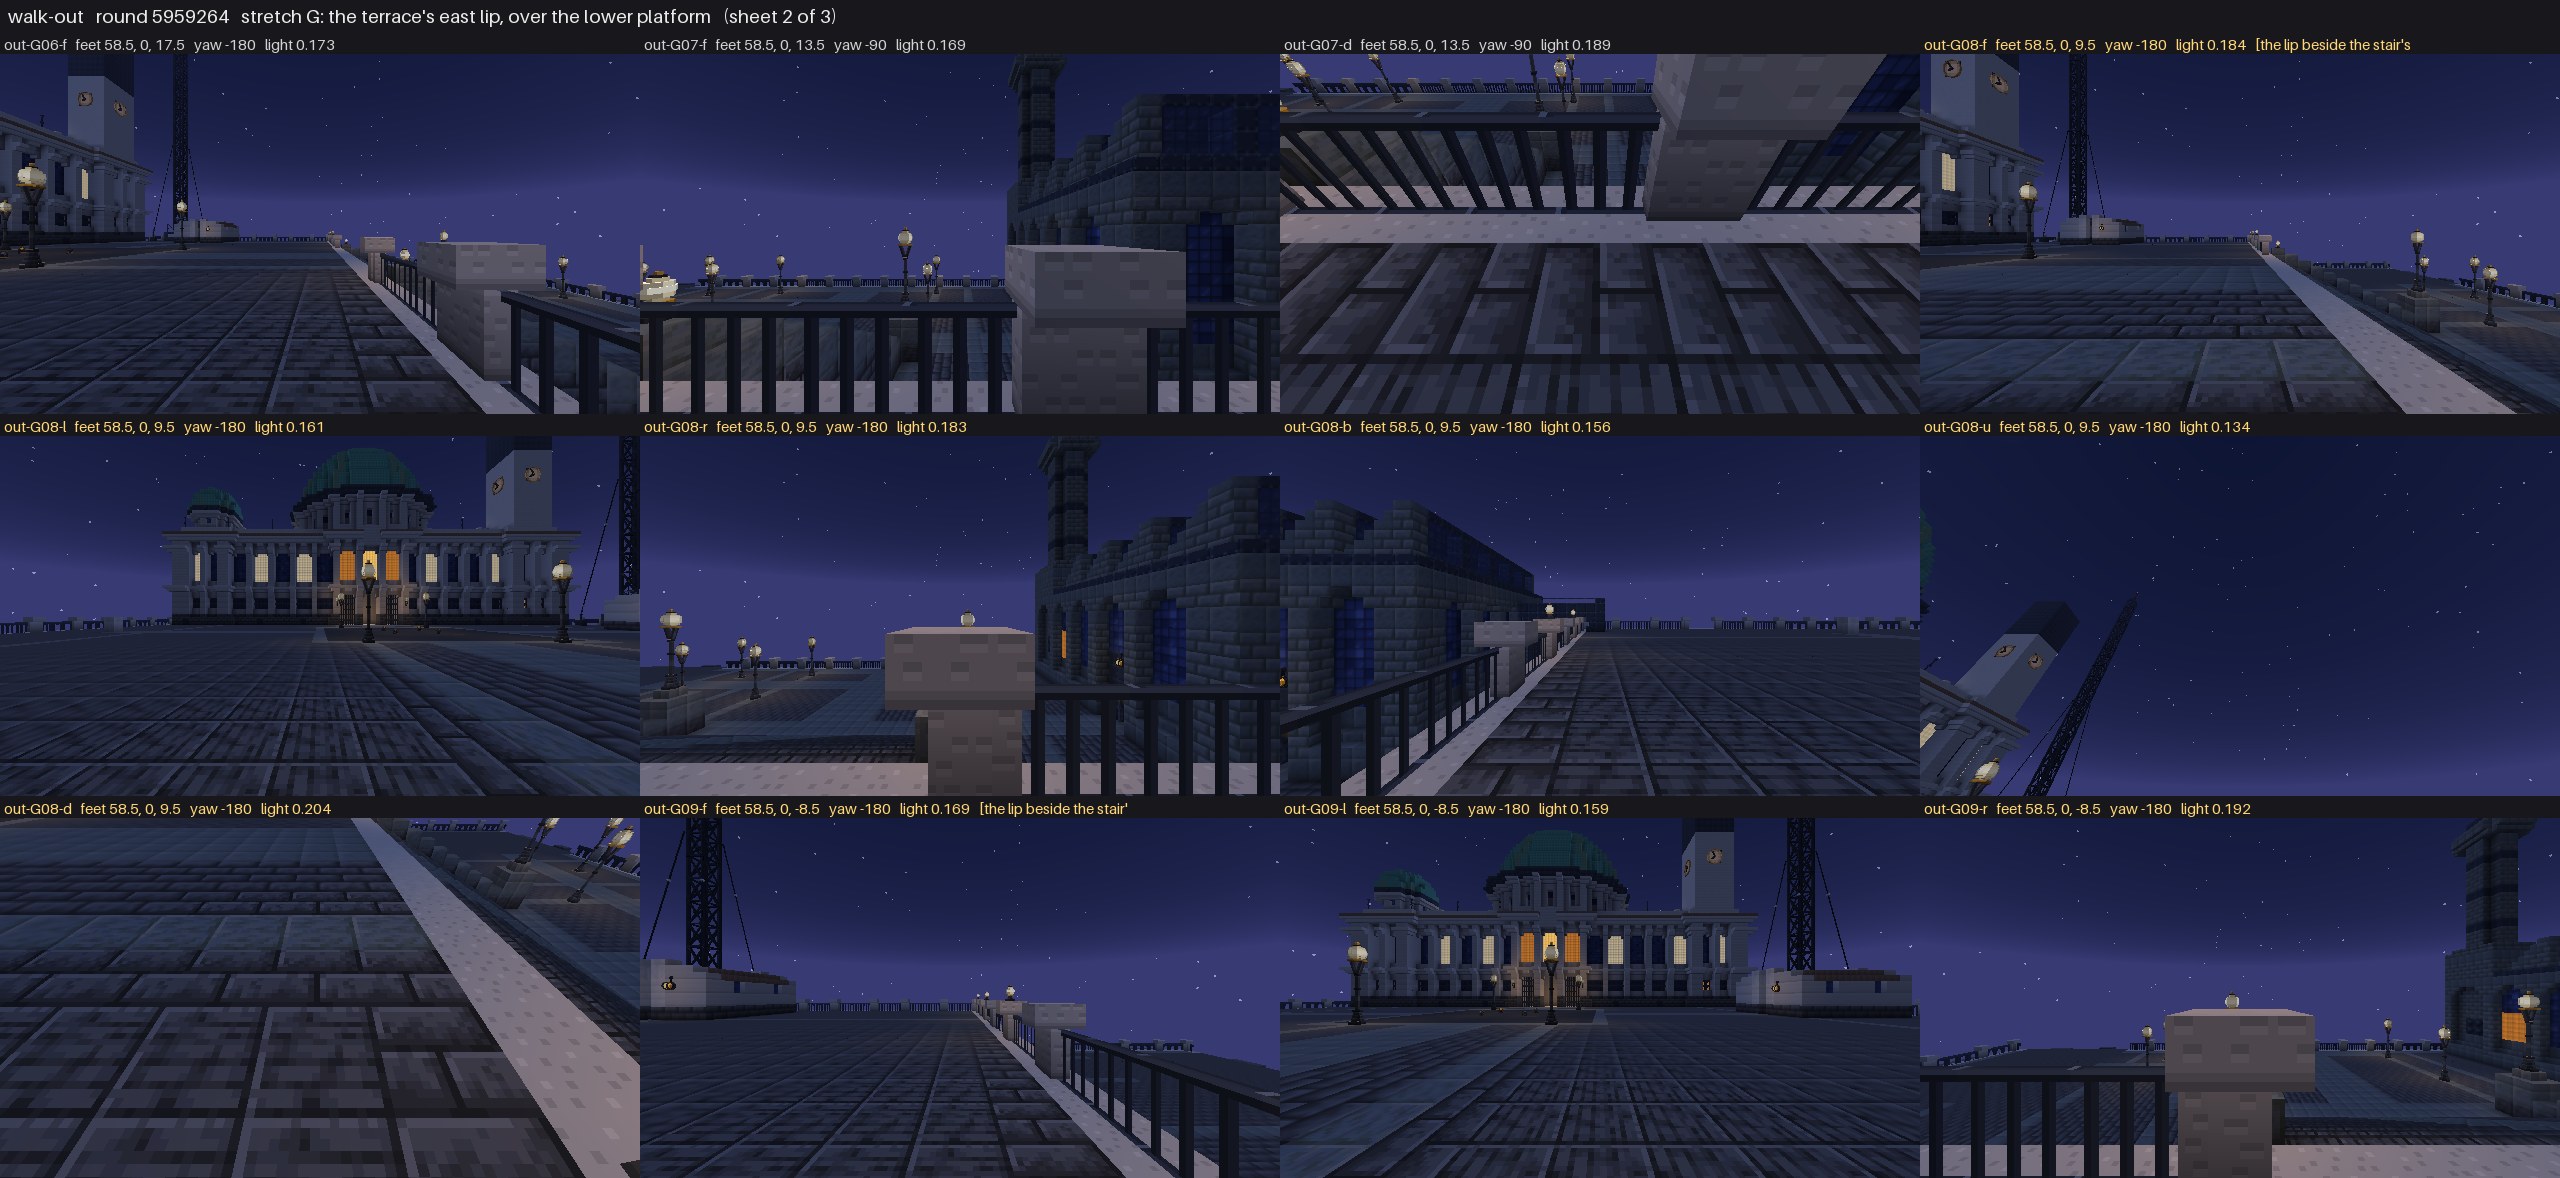 walk-out round 5959264 stretch G: the terrace's east lip, over the lower platform (sheet 2 of 3)
out-G06-f feet 58.5, 0, 17.5 yaw -180 light 0.173
out-G07-f feet 58.5, 0, 13.5 yaw -90 light 0.169
out-G07-d feet 58.5, 0, 13.5 yaw -90 light 0.189
out-G08-f feet 58.5, 0, 9.5 yaw -180 light 0.184 [the lip beside the stair's
out-G08-l feet 58.5, 0, 9.5 yaw -180 light 0.161
out-G08-r feet 58.5, 0, 9.5 yaw -180 light 0.183
out-G08-b feet 58.5, 0, 9.5 yaw -180 light 0.156
out-G08-u feet 58.5, 0, 9.5 yaw -180 light 0.134
out-G08-d feet 58.5, 0, 9.5 yaw -180 light 0.204
out-G09-f feet 58.5, 0, -8.5 yaw -180 light 0.169 [the lip beside the stair'
out-G09-l feet 58.5, 0, -8.5 yaw -180 light 0.159
out-G09-r feet 58.5, 0, -8.5 yaw -180 light 0.192